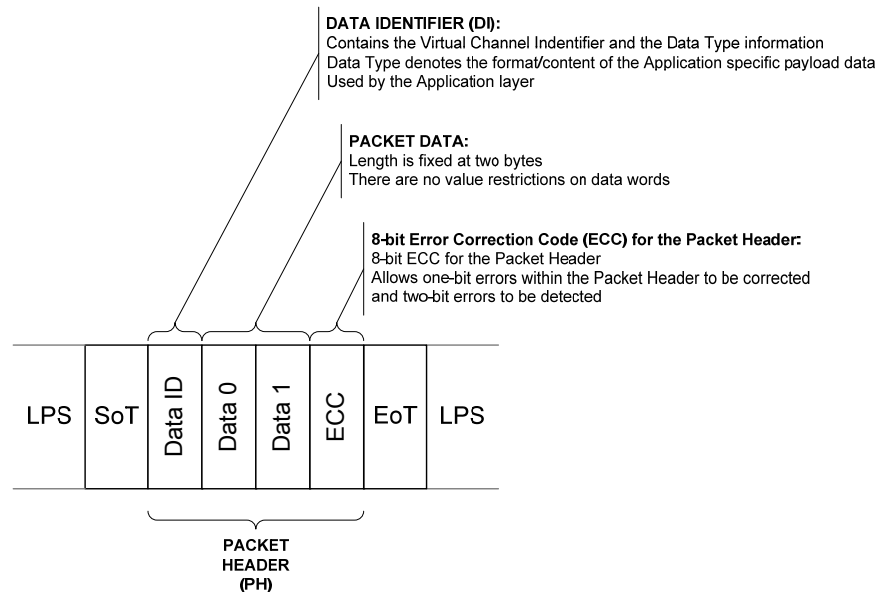 DATA IDENTIFIER (DI):
Contains the Virtual Channel Indentifier and the Data Type information
Data Type denotes the format/content of the Application specific payload data
Used by the Application layer
PACKET DATA:
Length is fixed at two bytes
There are no value restrictions on data words
8-bit Error Correction Code (ECC) for the Packet Header:
8-bit ECC for the Packet Header
Allows one-bit errors within the Packet Header to be corrected
and two-bit errors to be detected
LPS
SoT
Data ID
Data 0
Data 1
ECC
EoT
LPS
PACKET
HEADER
(PH)